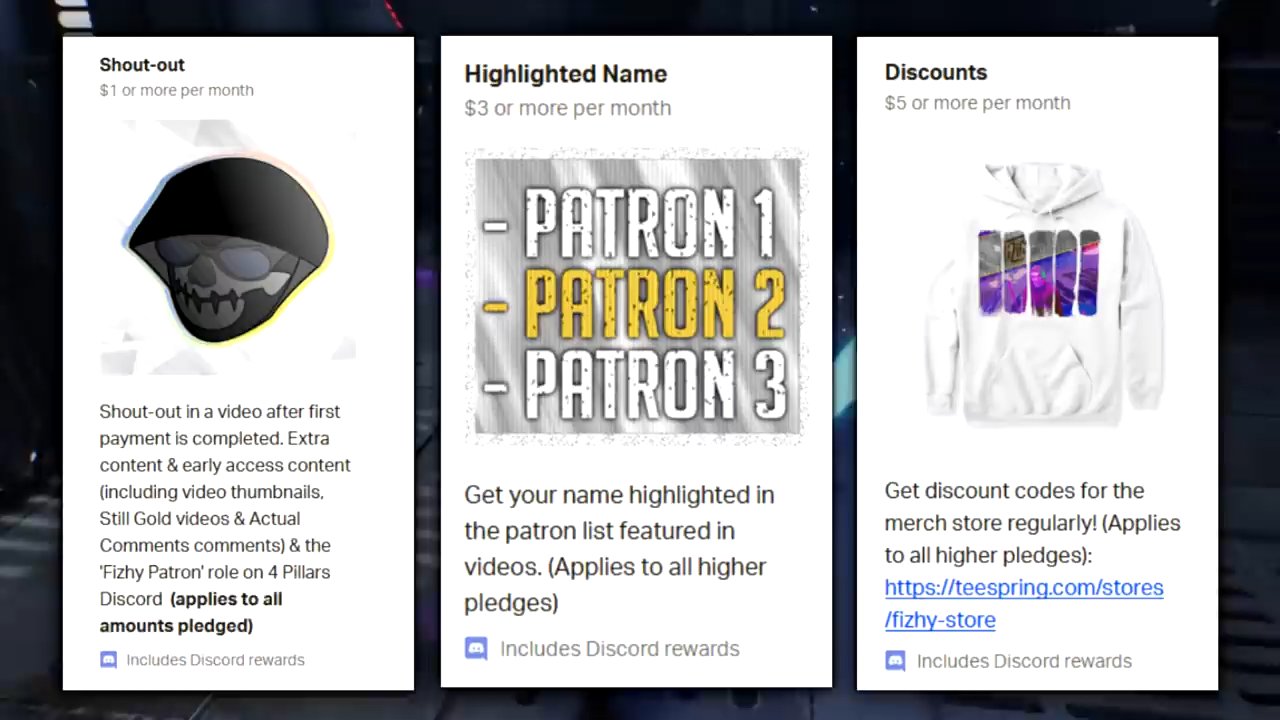 Shout-out
$1 or more per month
Shout-out in a video after first
payment is completed. Extra
content & early access content
(including video thumbnails,
Still Gold videos & Actual
Comments comments) & the
'Fizhy Patron' role on 4 Pillars
Discord (applies to all
amounts pledged)
Includes Discord rewards
Highlighted Name
$3 or more per month
- PATRON 1
- PATRON 2
- PATRON 3
Get your name highlighted in
the patron list featured in
videos. (Applies to all higher
pledges)
Includes Discord rewards
Discounts
$5 or more per month
Get discount codes for the
merch store regularly! (Applies
to all higher pledges):
https://teespring.com/stores
/fizhy-store
Includes Discord rewards